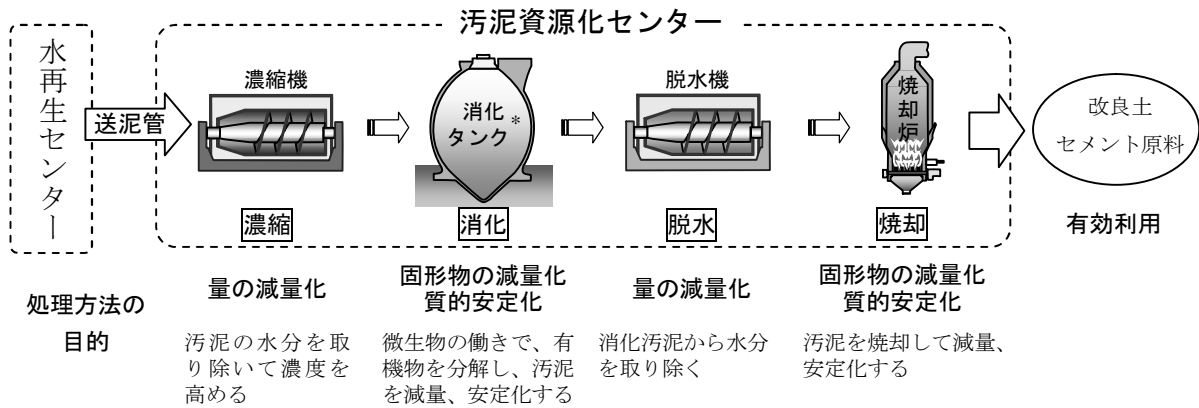 汚泥資源化センター
水再生センター
送泥管
濃縮機
消化
タンク*
脱水機
焼却炉
改良土
セメント原料
濃縮
消化
脱水
焼却
有効利用
処理方法の
目的
量の減量化
固形物の減量化
質的安定化
量の減量化
固形物の減量化
質的安定化
汚泥の水分を取
り除いて濃度を
高める
微生物の働きで、有
機物を分解し、汚泥
を減量、安定化する
消化汚泥から水分
を取り除く
汚泥を焼却して減量、
安定化する